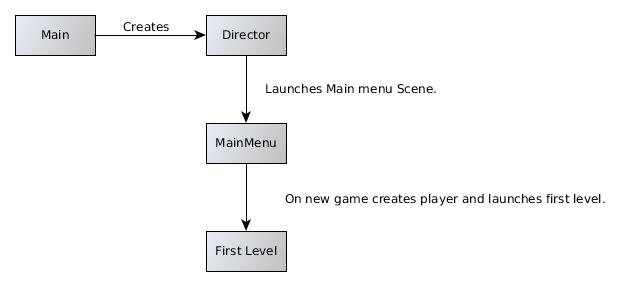 Main
Creates
Director
Launches Main menu Scene.
MainMenu
On new game creates player and launches first level.
First Level